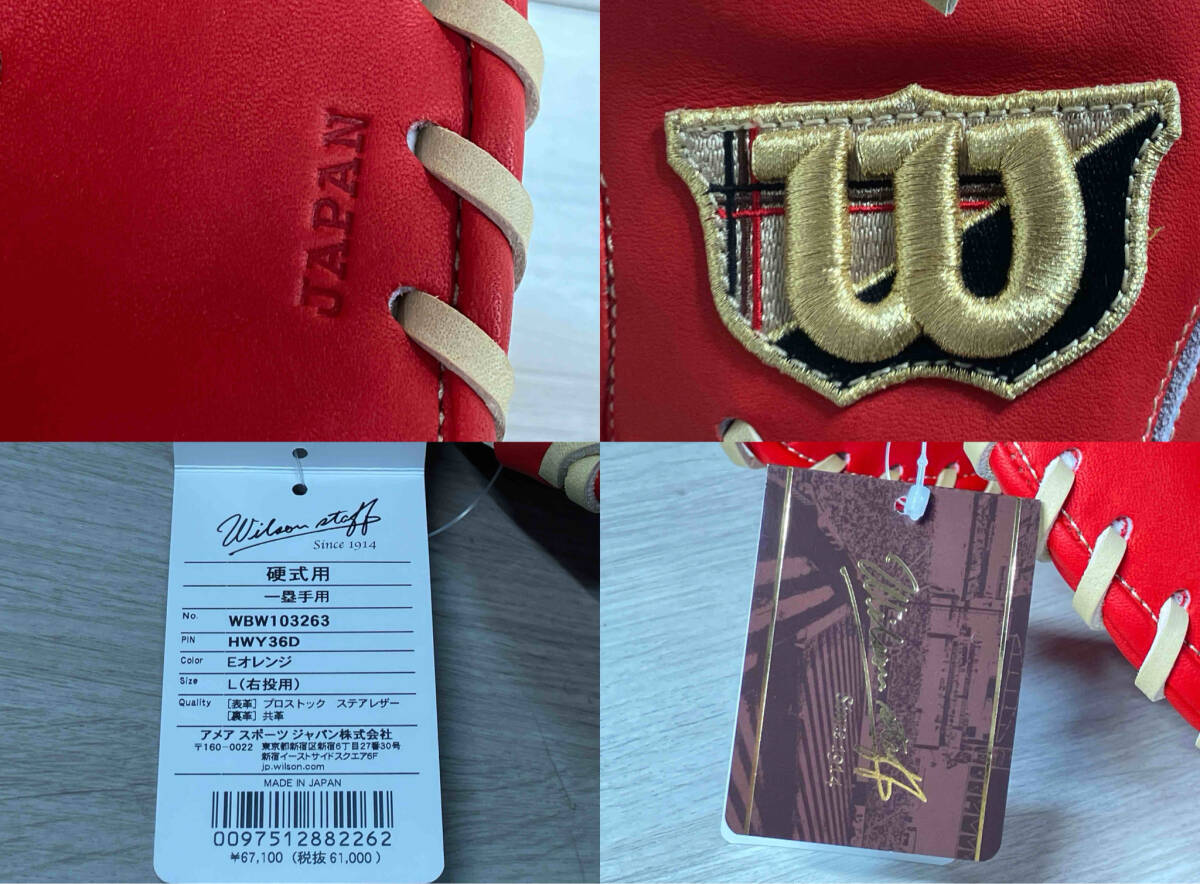 JAPAN
W
Wilson staff
Since 1914
硬式用
一塁手用
No. WBW103263
PIN HWY36D
Color Eオレンジ
Size L(右投用)
Quality [表革] プロストック ステアレザー
[裏革] 共革
アメア スポーツ ジャパン株式会社
〒160-0022 東京都新宿区新宿6丁目27番30号
新宿イーストサイドスクエア6F
jp.wilson.com
MADE IN JAPAN
0097512882262
¥67,100 (税抜 61,000)
Wilson staff
Since 1914